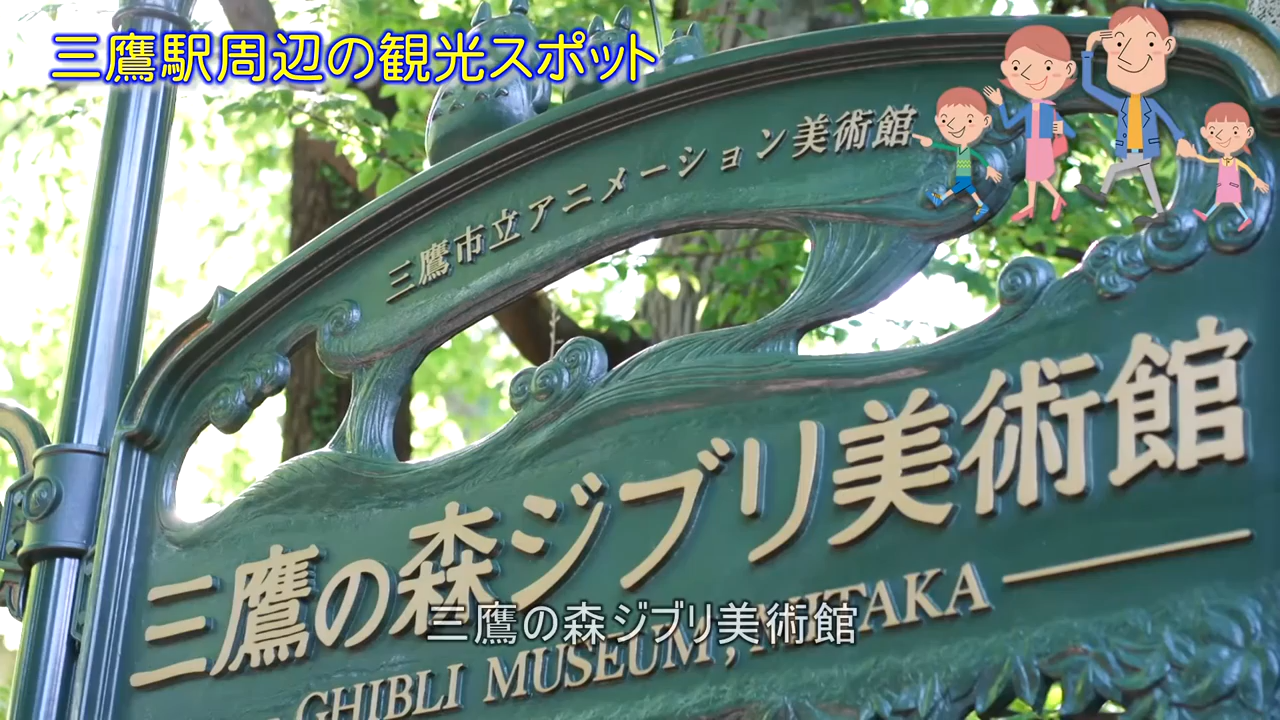 三鷹駅周辺の観光スポット
三鷹市立アニメーション美術館
三鷹の森ジブリ美術館
GHIBLI MUSEUM, MITAKA
三鷹の森ジブリ美術館